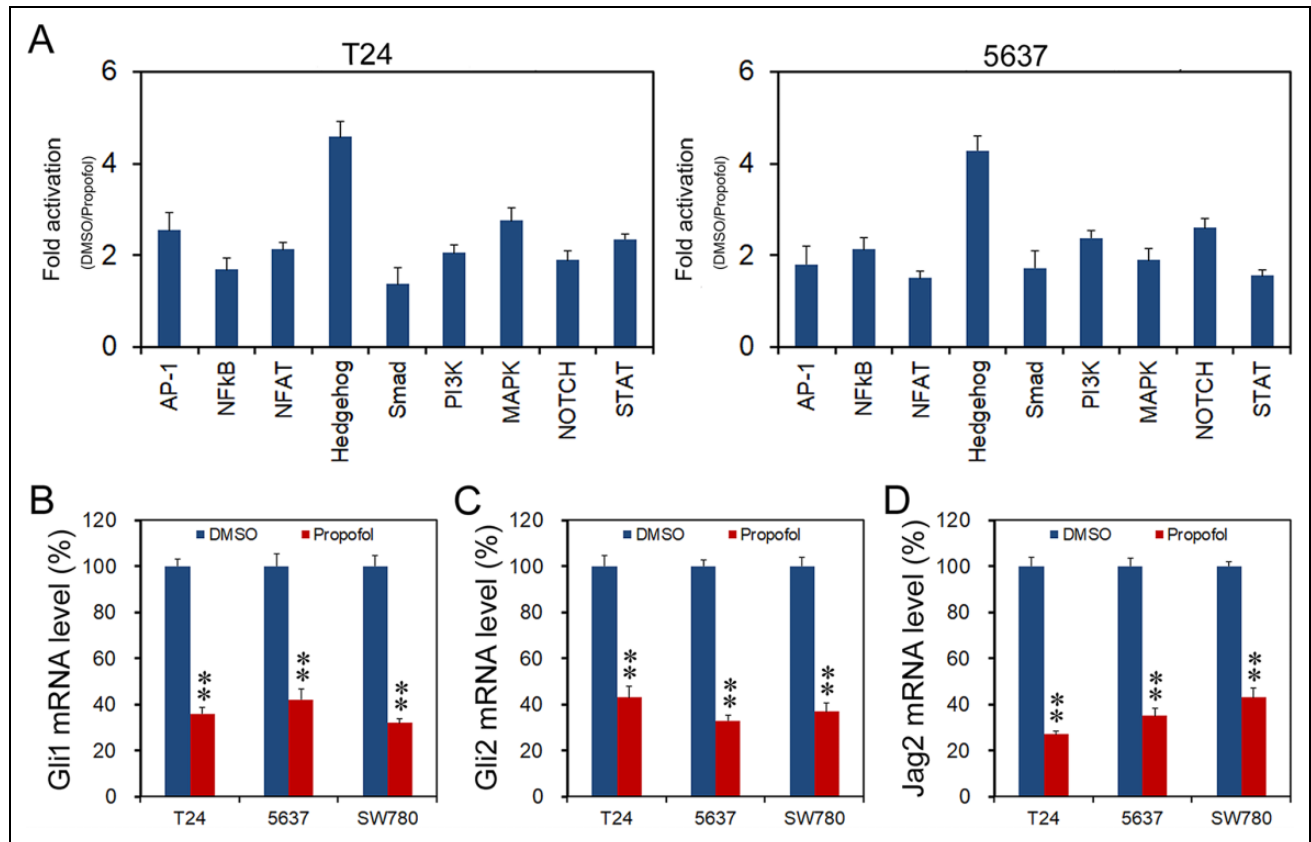 A
T24
6
4
2
0
Fold activation
(DMSO/Propofol)
AP-1
NFkB
NFAT
Hedgehog
Smad
PI3K
MAPK
NOTCH
STAT
5637
6
4
2
0
Fold activation
(DMSO/Propofol)
AP-1
NFkB
NFAT
Hedgehog
Smad
PI3K
MAPK
NOTCH
STAT
B
Gli1 mRNA level (%)
120
100
80
60
40
20
0
DMSO Propofol
**
**
**
T24 5637 SW780
C
Gli2 mRNA level (%)
120
100
80
60
40
20
0
DMSO Propofol
**
**
**
T24 5637 SW780
D
Jag2 mRNA level (%)
120
100
80
60
40
20
0
DMSO Propofol
**
**
**
T24 5637 SW780